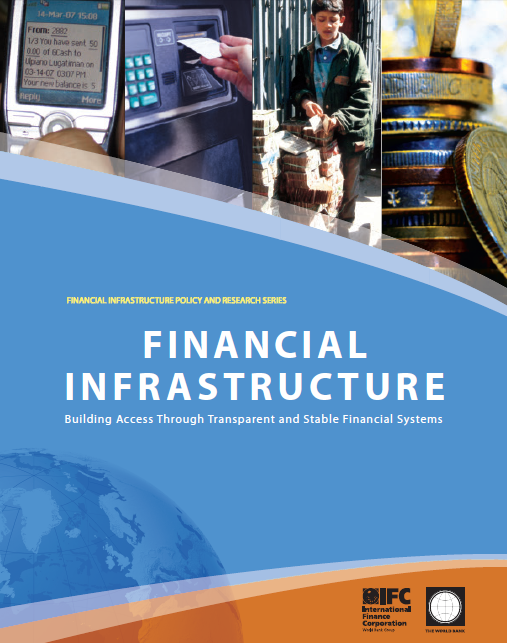 14-Mar-07 15:08
From: 2882
1/3 You have sent 50
0.00 of GCash to
Ulpiano Lugatiman on
03-14-07 0307 PM
Your new balance is 5
Reply More
FINANCIAL INFRASTRUCTURE POLICY AND RESEARCH SERIES
FINANCIAL
INFRASTRUCTURE
Building Access Through Transparent and Stable Financial Systems
IFC
International
Finance
Corporation
World Bank Group
THE WORLD BANK